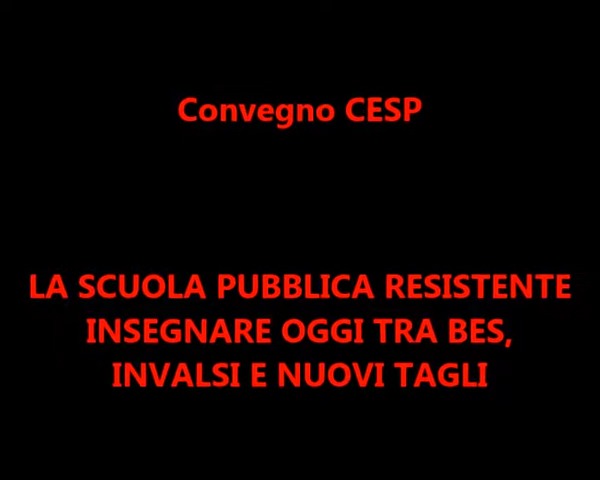 Convegno CESP
LA SCUOLA PUBBLICA RESISTENTE
INSEGNARE OGGI TRA BES,
INVALSI E NUOVI TAGLI